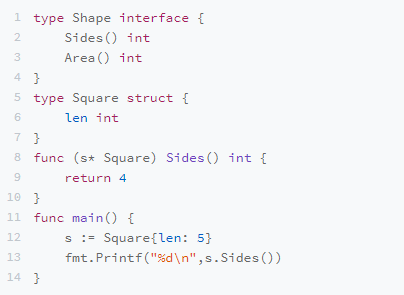 1 type Shape interface {
2     Sides() int
3     Area() int
4 }
5 type Square struct {
6     len int
7 }
8 func (s* Square) Sides() int {
9     return 4
10 }
11 func main() {
12     s := Square{len: 5}
13     fmt.Printf("%d\n",s.Sides())
14 }